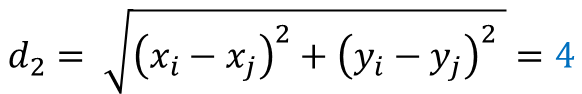 d₂ = √((xᵢ − xⱼ)² + (yᵢ − yⱼ)²) = 4